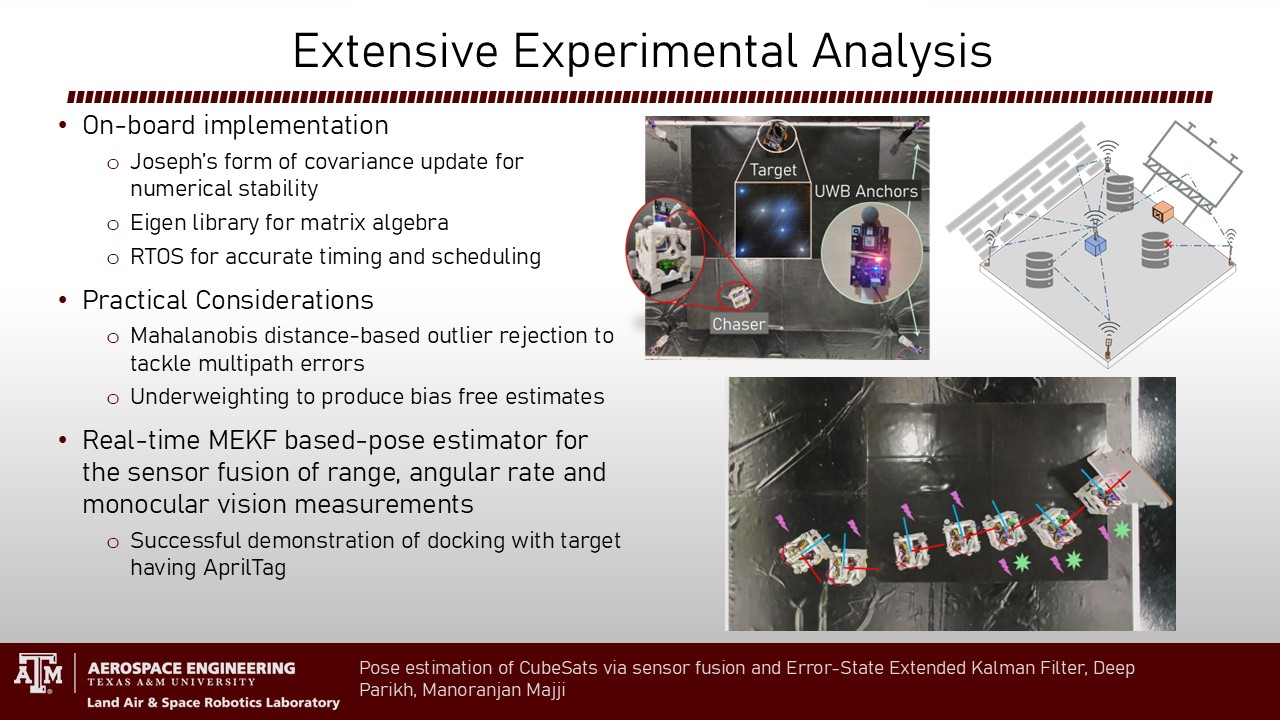 Extensive Experimental Analysis
• On-board implementation
o Joseph's form of covariance update for
numerical stability
o Eigen library for matrix algebra
o RTOS for accurate timing and scheduling
• Practical Considerations
o Mahalanobis distance-based outlier rejection to
tackle multipath errors
o Underweighting to produce bias free estimates
• Real-time MEKF based-pose estimator for
the sensor fusion of range, angular rate and
monocular vision measurements
o Successful demonstration of docking with target
having AprilTag
Target
UWB Anchors
Chaser
ATM
AEROSPACE ENGINEERING
TEXAS A&M UNIVERSITY
Land Air & Space Robotics Laboratory
Pose estimation of CubeSats via sensor fusion and Error-State Extended Kalman Filter, Deep
Parikh, Manoranjan Majji